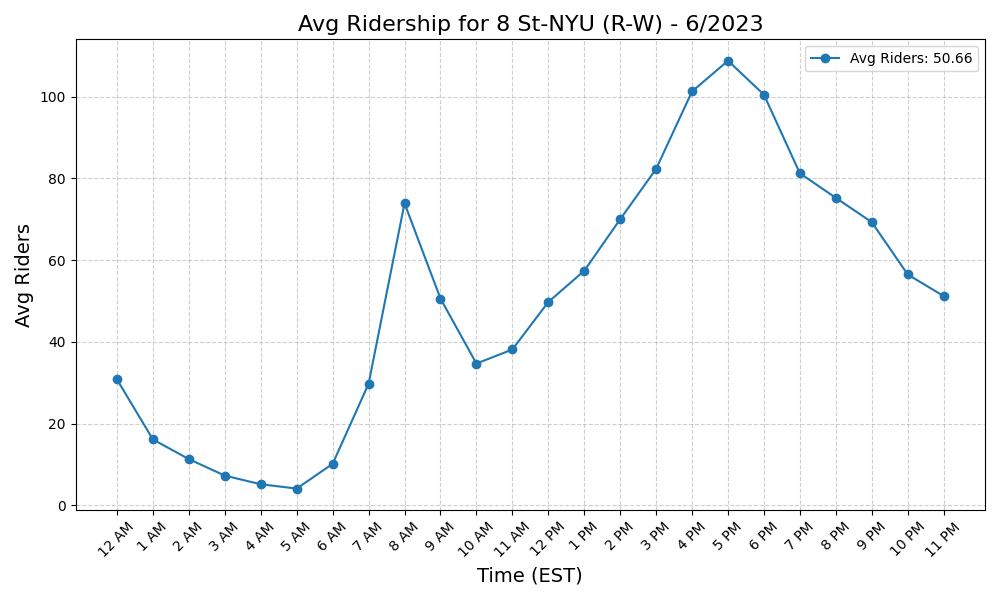 Avg Ridership for 8 St-NYU (R-W) - 6/2023
Avg Riders: 50.66
Avg Riders
100
80
60
40
20
0
12 AM
1 AM
2 AM
3 AM
4 AM
5 AM
6 AM
7 AM
8 AM
9 AM
10 AM
11 AM
12 PM
1 PM
2 PM
3 PM
4 PM
5 PM
6 PM
7 PM
8 PM
9 PM
10 PM
11 PM
Time (EST)